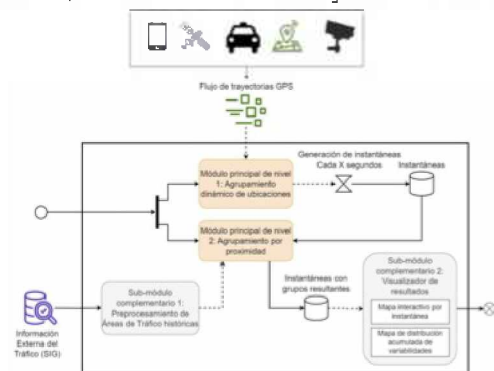 Flujo de trayectorias GPS
Módulo principal de nivel
1: Agrupamiento
dinámico de ubicaciones
Generación de instantáneas
Cada X segundos
Instantáneas
Módulo principal de nivel
2: Agrupamiento por
proximidad
Sub-módulo
complementario 1:
Preprocesamiento de
Áreas de Tráfico históricas
Información
Externa del
Tráfico (SIG)
Instantáneas con
grupos resultantes
Sub-módulo
complementario 2:
Visualizador de
resultados
Mapa interactivo por
instantánea
Mapa de distribución
acumulada de
variabilidades